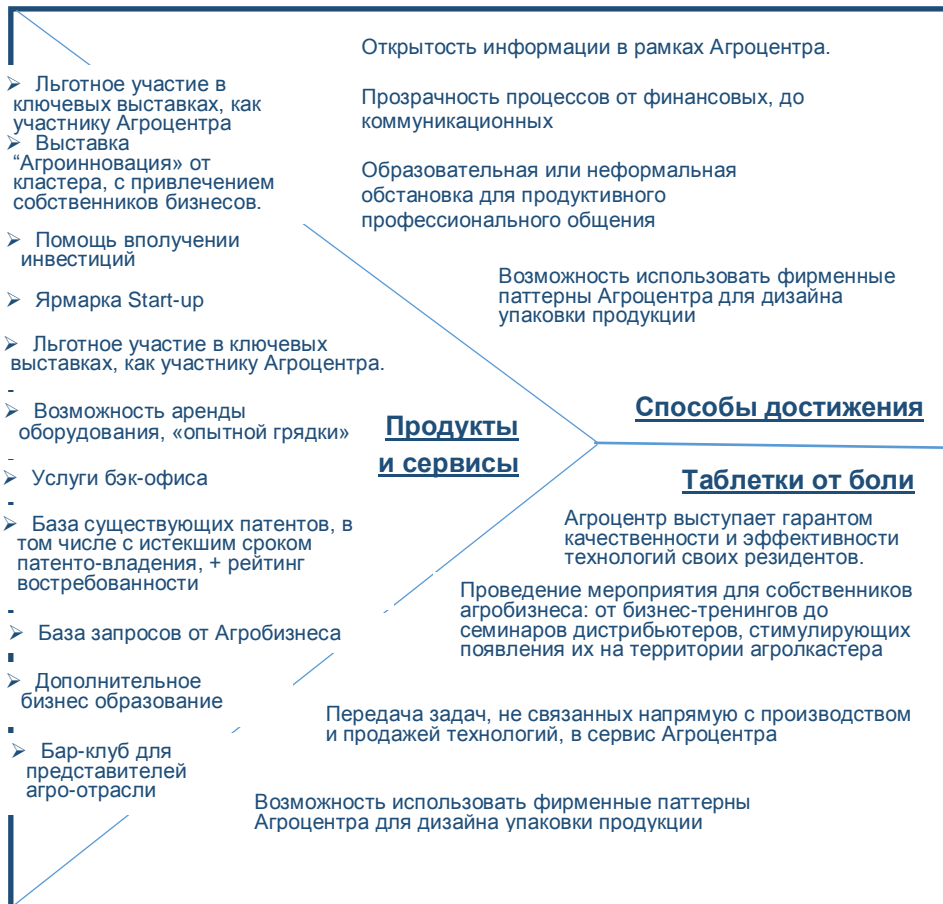 Открытость информации в рамках Агроцентра.
Прозрачность процессов от финансовых, до
коммуникационных
Образовательная или неформальная
обстановка для продуктивного
профессионального общения
Возможность использовать фирменные
паттерны Агроцентра для дизайна
упаковки продукции
Способы достижения
➢ Льготное участие в
ключевых выставках, как
участнику Агроцентра
➢ Выставка
“Агроинновация» от
кластера, с привлечением
собственников бизнесов.
➢ Помощь вполучении
инвестиций
➢ Ярмарка Start-up
➢ Льготное участие в ключевых
выставках, как участнику Агроцентра.
➢ Возможность аренды
оборудования, «опытной грядки»
➢ Услуги бэк-офиса
➢ База существующих патентов, в
том числе с истекшим сроком
патенто-владения, + рейтинг
востребованности
➢ База запросов от Агробизнеса
➢ Дополнительное
бизнес образование
➢ Бар-клуб для
представителей
агро-отрасли
Продукты
и сервисы
Таблетки от боли
Агроцентр выступает гарантом
качественности и эффективности
технологий своих резидентов.
Проведение мероприятия для собственников
агробизнеса: от бизнес-тренингов до
семинаров дистрибьютеров, стимулирующих
появления их на территории агролкастера
Передача задач, не связанных напрямую с производством
и продажей технологий, в сервис Агроцентра
Возможность использовать фирменные паттерны
Агроцентра для дизайна упаковки продукции